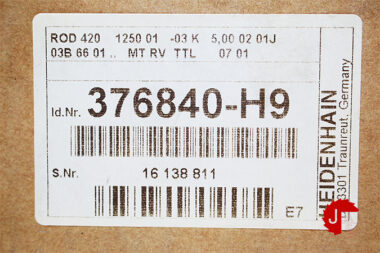 ROD 420 1250 01 -03 K 5,00 02 01J
03B 66 01 .. MT RV TTL 07 01
Id.Nr. 376840-H9
S.Nr. 16 138 811
E7
HEIDENHAIN
83301 Traunreut, Germany
J